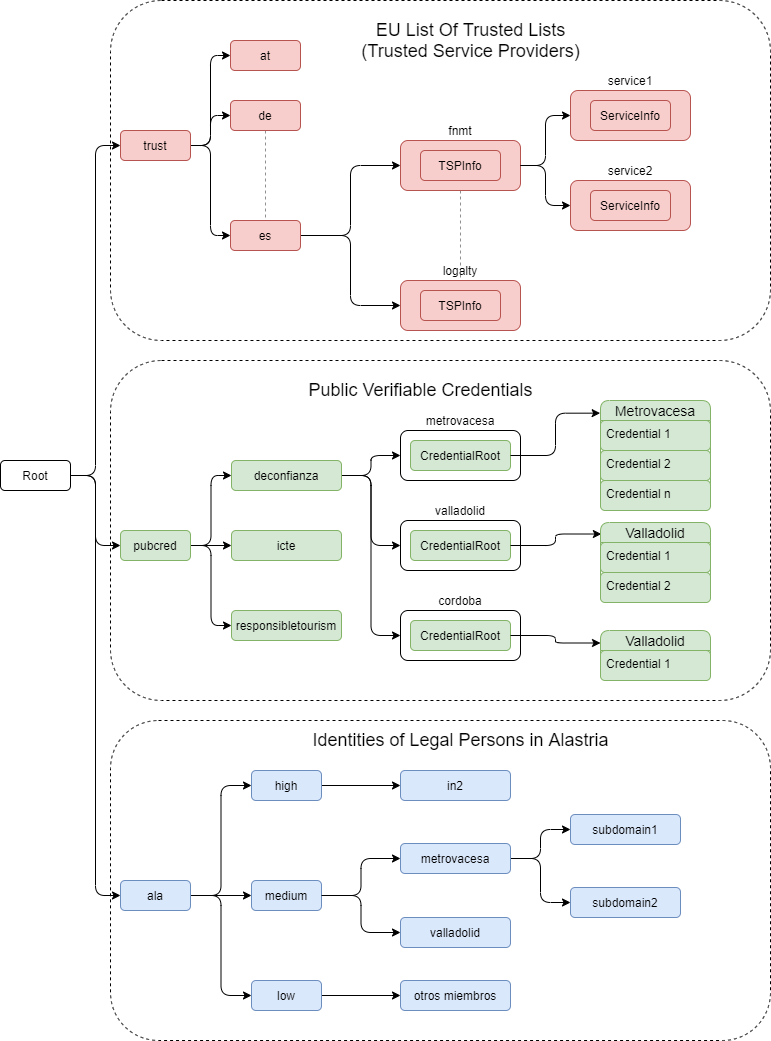 EU List Of Trusted Lists
(Trusted Service Providers)
at
de
trust
es
fnmt
TSPInfo
logalty
TSPInfo
service1
ServiceInfo
service2
ServiceInfo
Root
Public Verifiable Credentials
pubcred
deconfianza
icte
responsibletourism
metrovacesa
CredentialRoot
valladolid
CredentialRoot
cordoba
CredentialRoot
Metrovacesa
Credential 1
Credential 2
Credential n
Valladolid
Credential 1
Credential 2
Valladolid
Credential 1
Identities of Legal Persons in Alastria
ala
high
in2
medium
metrovacesa
subdomain1
subdomain2
valladolid
low
otros miembros